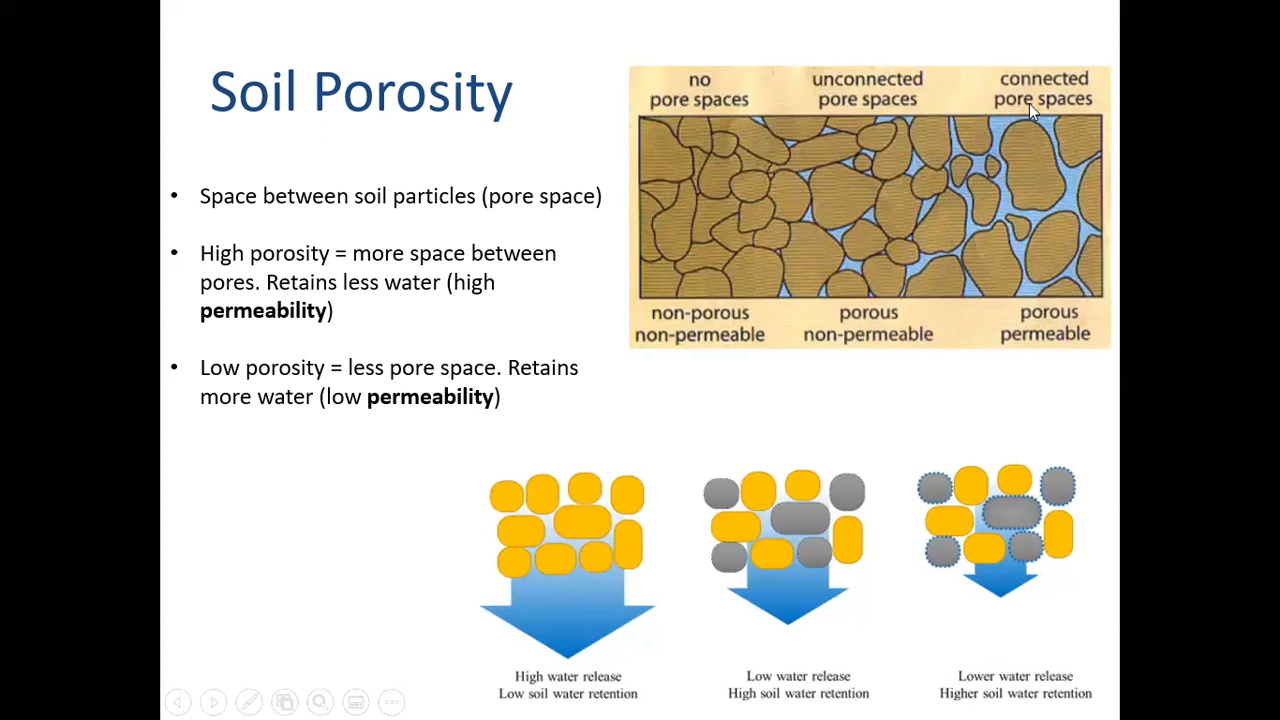 Soil Porosity
• Space between soil particles (pore space)
• High porosity = more space between
pores. Retains less water (high
permeability)
• Low porosity = less pore space. Retains
more water (low permeability)
no
pore spaces
unconnected
pore spaces
connected
pore spaces
non-porous
non-permeable
porous
non-permeable
porous
permeable
High water release
Low soil water retention
Low water release
High soil water retention
Lower water release
Higher soil water retention